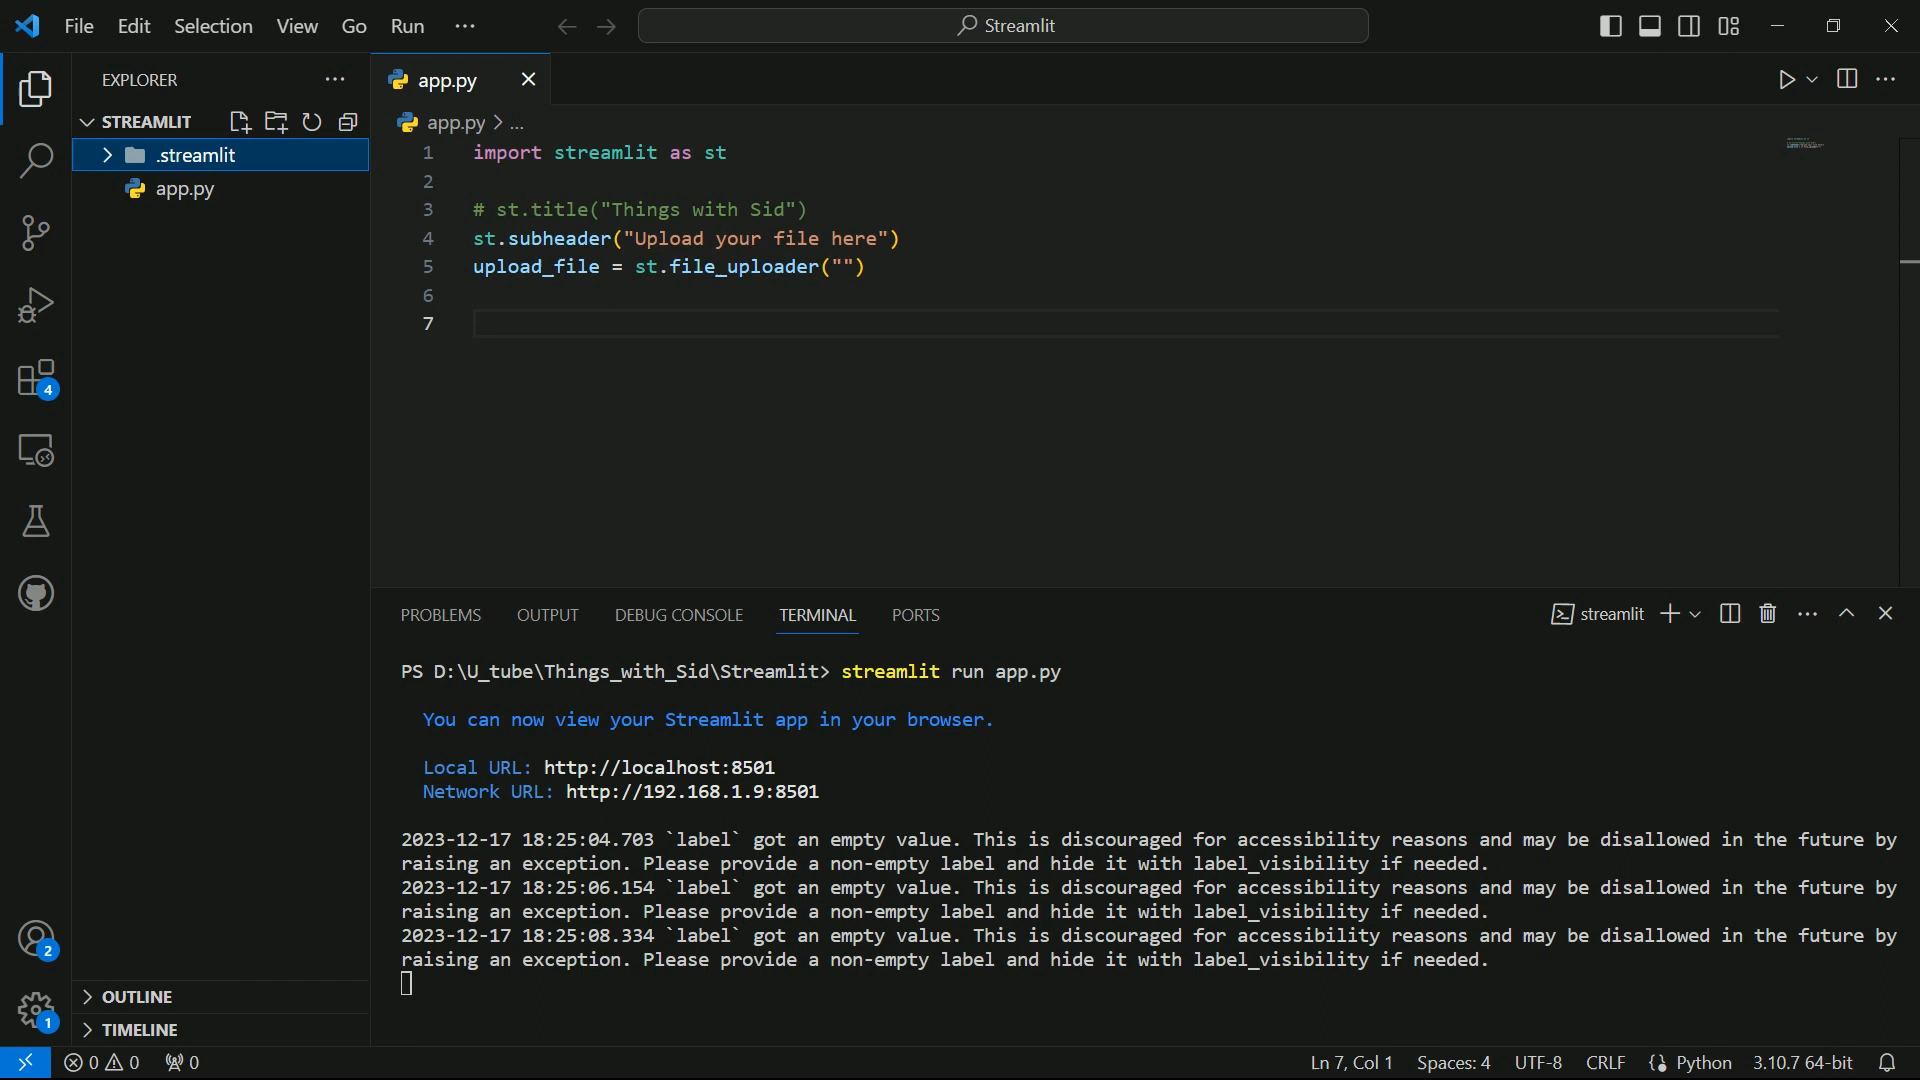 File Edit Selection View Go Run ...
Streamlit
EXPLORER ...
STREAMLIT
.streamlit
app.py
4
2
1
OUTLINE
TIMELINE
app.py
app.py > ...
1 import streamlit as st
2
3 # st.title("Things with Sid")
4 st.subheader("Upload your file here")
5 upload_file = st.file_uploader("")
6
7
PROBLEMS OUTPUT DEBUG CONSOLE TERMINAL PORTS streamlit
PS D:\U_tube\Things_with_Sid\Streamlit> streamlit run app.py
You can now view your Streamlit app in your browser.
Local URL: http://localhost:8501
Network URL: http://192.168.1.9:8501
2023-12-17 18:25:04.703 `label` got an empty value. This is discouraged for accessibility reasons and may be disallowed in the future by
raising an exception. Please provide a non-empty label and hide it with label_visibility if needed.
2023-12-17 18:25:06.154 `label` got an empty value. This is discouraged for accessibility reasons and may be disallowed in the future by
raising an exception. Please provide a non-empty label and hide it with label_visibility if needed.
2023-12-17 18:25:08.334 `label` got an empty value. This is discouraged for accessibility reasons and may be disallowed in the future by
raising an exception. Please provide a non-empty label and hide it with label_visibility if needed.
0 0 0 Ln 7, Col 1 Spaces: 4 UTF-8 CRLF Python 3.10.7 64-bit